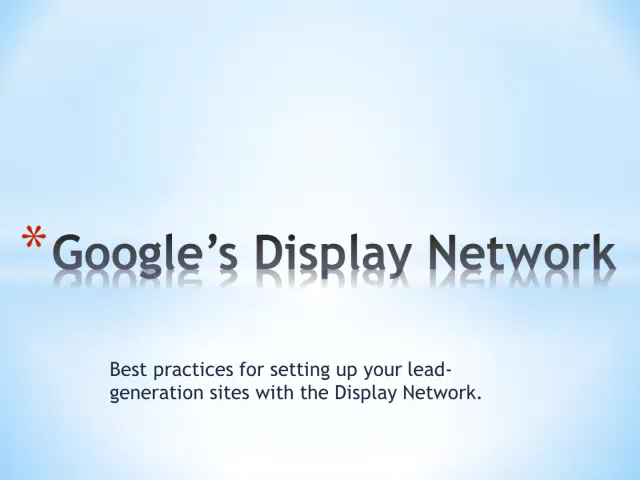 * Google’s Display Network
Best practices for setting up your lead-
generation sites with the Display Network.